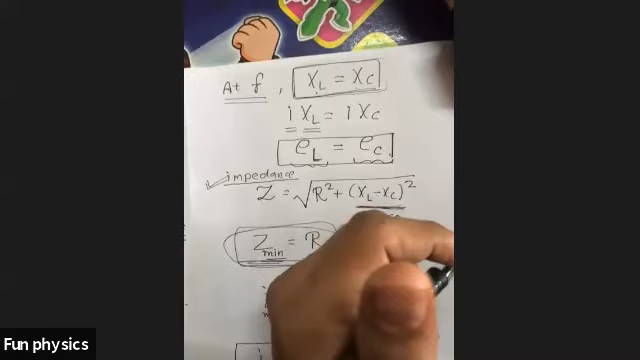 At f , X_L = X_C
i X_L = i X_C
e_L = e_C
impedance
Z = √R² + (X_L - X_C)²
Z_min = R
Fun physics